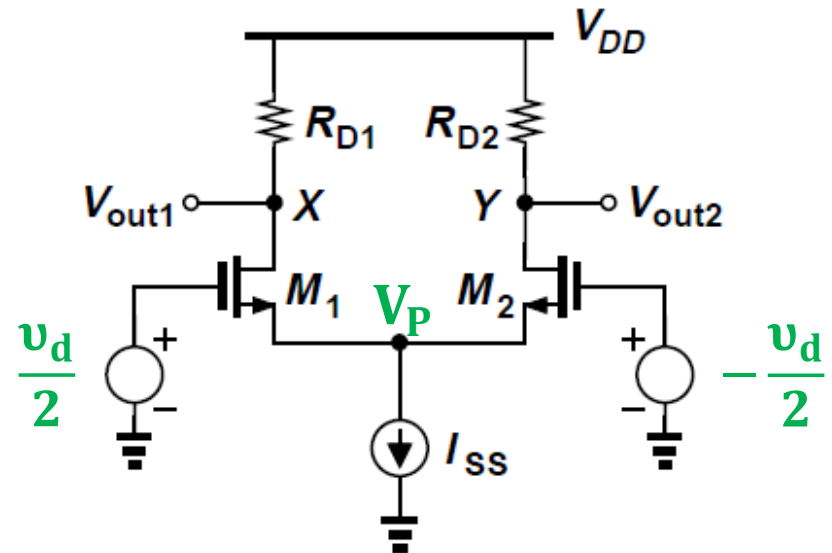 V_DD
R_D1
R_D2
V_out1
X
Y
V_out2
M_1
V_P
M_2
υ_d/2
+
−
+
−
−υ_d/2
I_SS